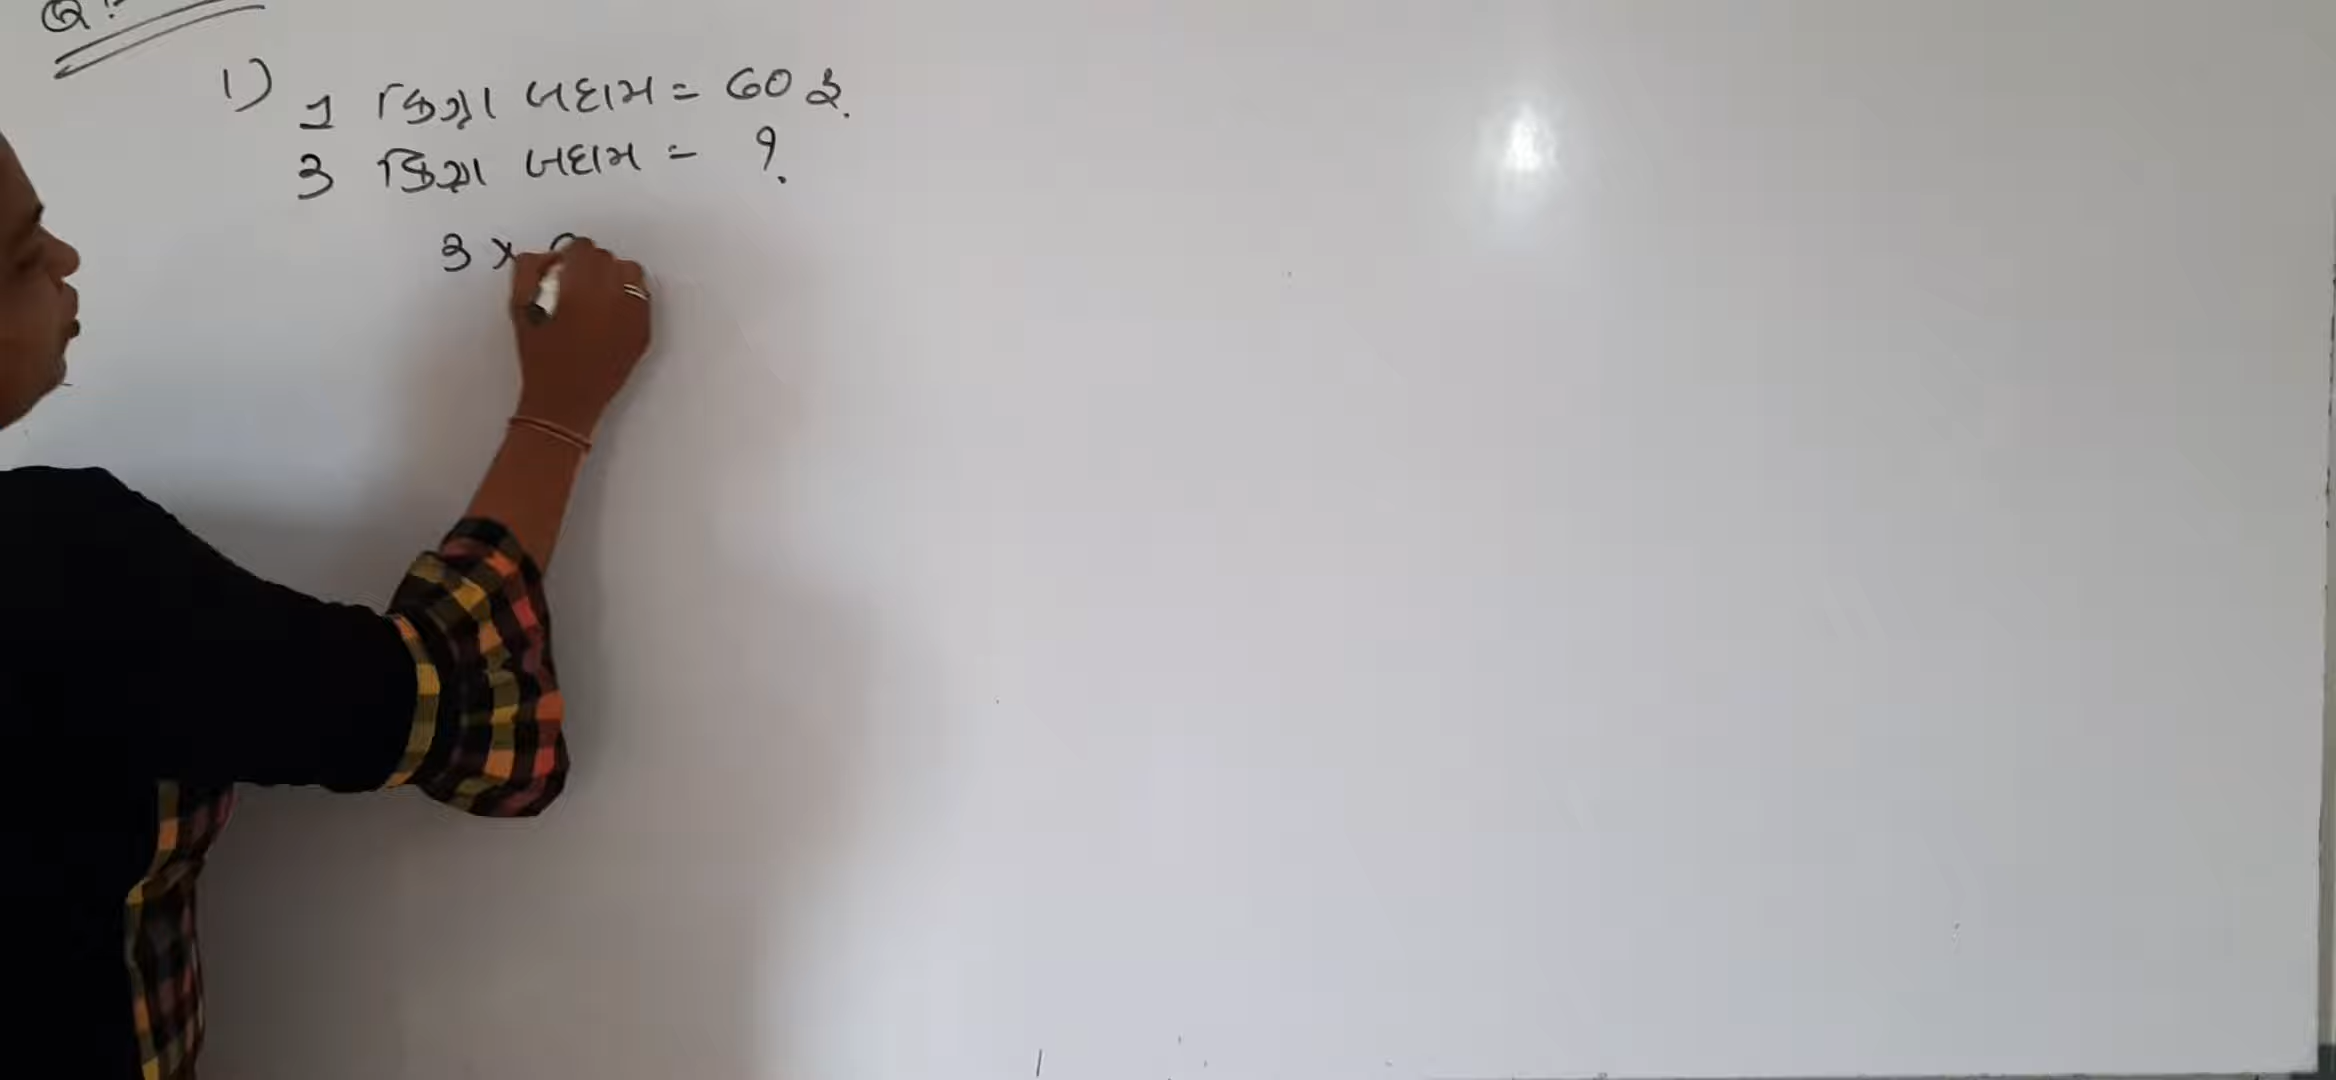 1) 1 કિગ્રા બદામ = 60 રૂ.
3 કિગ્રા બદામ = ?
3 ×